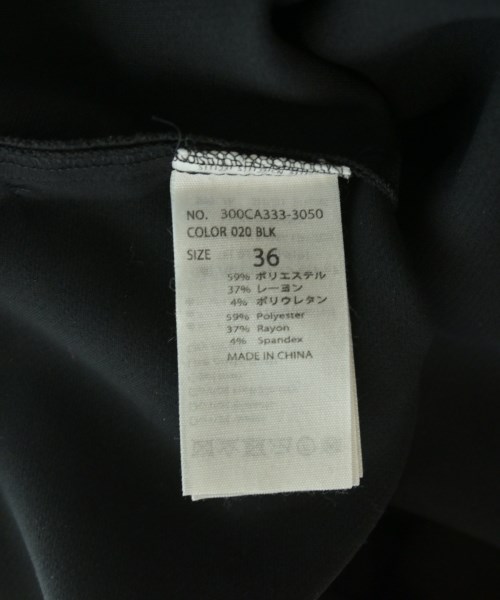 NO. 300CA333-3050
COLOR 020 BLK
SIZE 36
59% ポリエステル
37% レーヨン
4% ポリウレタン
59% Polyester
37% Rayon
4% Spandex
MADE IN CHINA